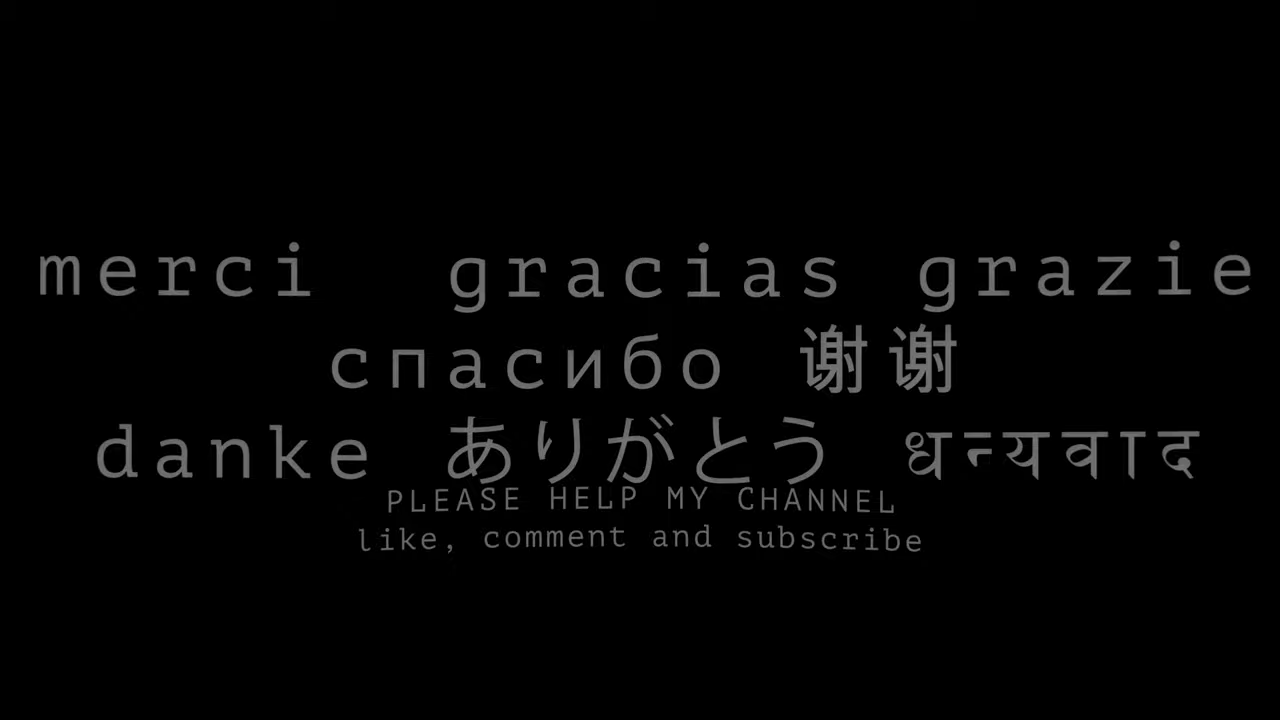 merci gracias grazie
спасибо 谢谢
danke ありがとう धन्यवाद
PLEASE HELP MY CHANNEL
like, comment and subscribe